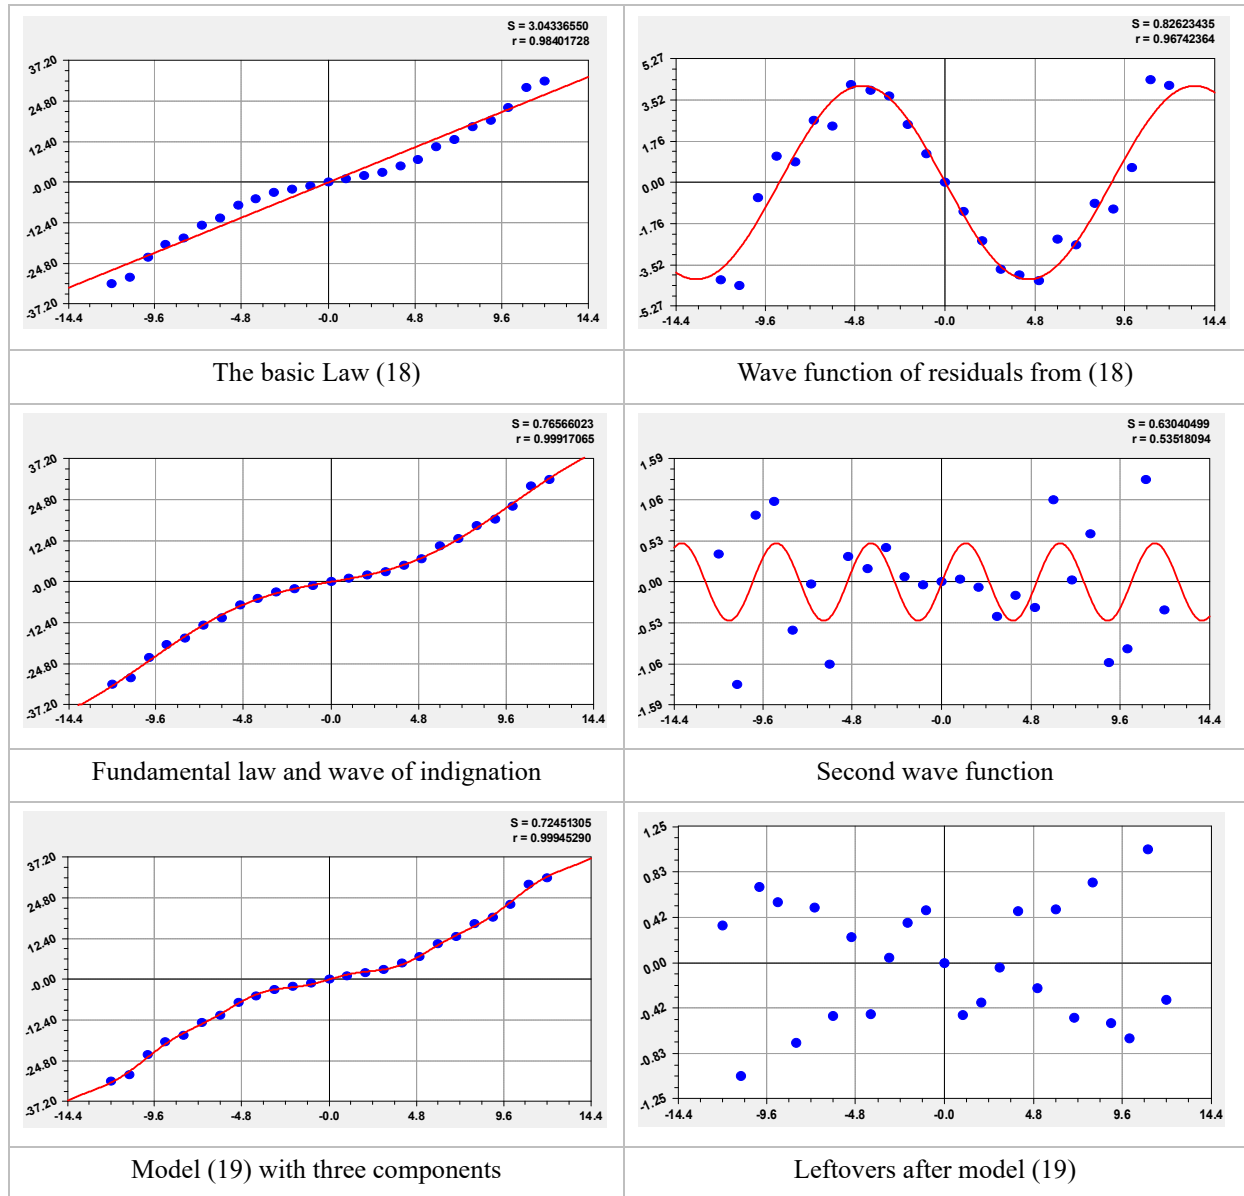 S = 3.04336550
r = 0.98401728
37.20
24.80
12.40
-0.00
-12.40
-24.80
-37.20
-14.4 -9.6 -4.8 -0.0 4.8 9.6 14.4
The basic Law (18)
S = 0.82623435
r = 0.96742364
5.27
3.52
1.76
0.00
-1.76
-3.52
-5.27
-14.4 -9.6 -4.8 -0.0 4.8 9.6 14.4
Wave function of residuals from (18)
S = 0.76566023
r = 0.99917065
37.20
24.80
12.40
-0.00
-12.40
-24.80
-37.20
-14.4 -9.6 -4.8 -0.0 4.8 9.6 14.4
Fundamental law and wave of indignation
S = 0.63040499
r = 0.53518094
1.59
1.06
0.53
-0.00
-0.53
-1.06
-1.59
-14.4 -9.6 -4.8 -0.0 4.8 9.6 14.4
Second wave function
S = 0.72451305
r = 0.99945290
37.20
24.80
12.40
-0.00
-12.40
-24.80
-37.20
-14.4 -9.6 -4.8 -0.0 4.8 9.6 14.4
Model (19) with three components
1.25
0.83
0.42
0.00
-0.42
-0.83
-1.25
-14.4 -9.6 -4.8 -0.0 4.8 9.6 14.4
Leftovers after model (19)